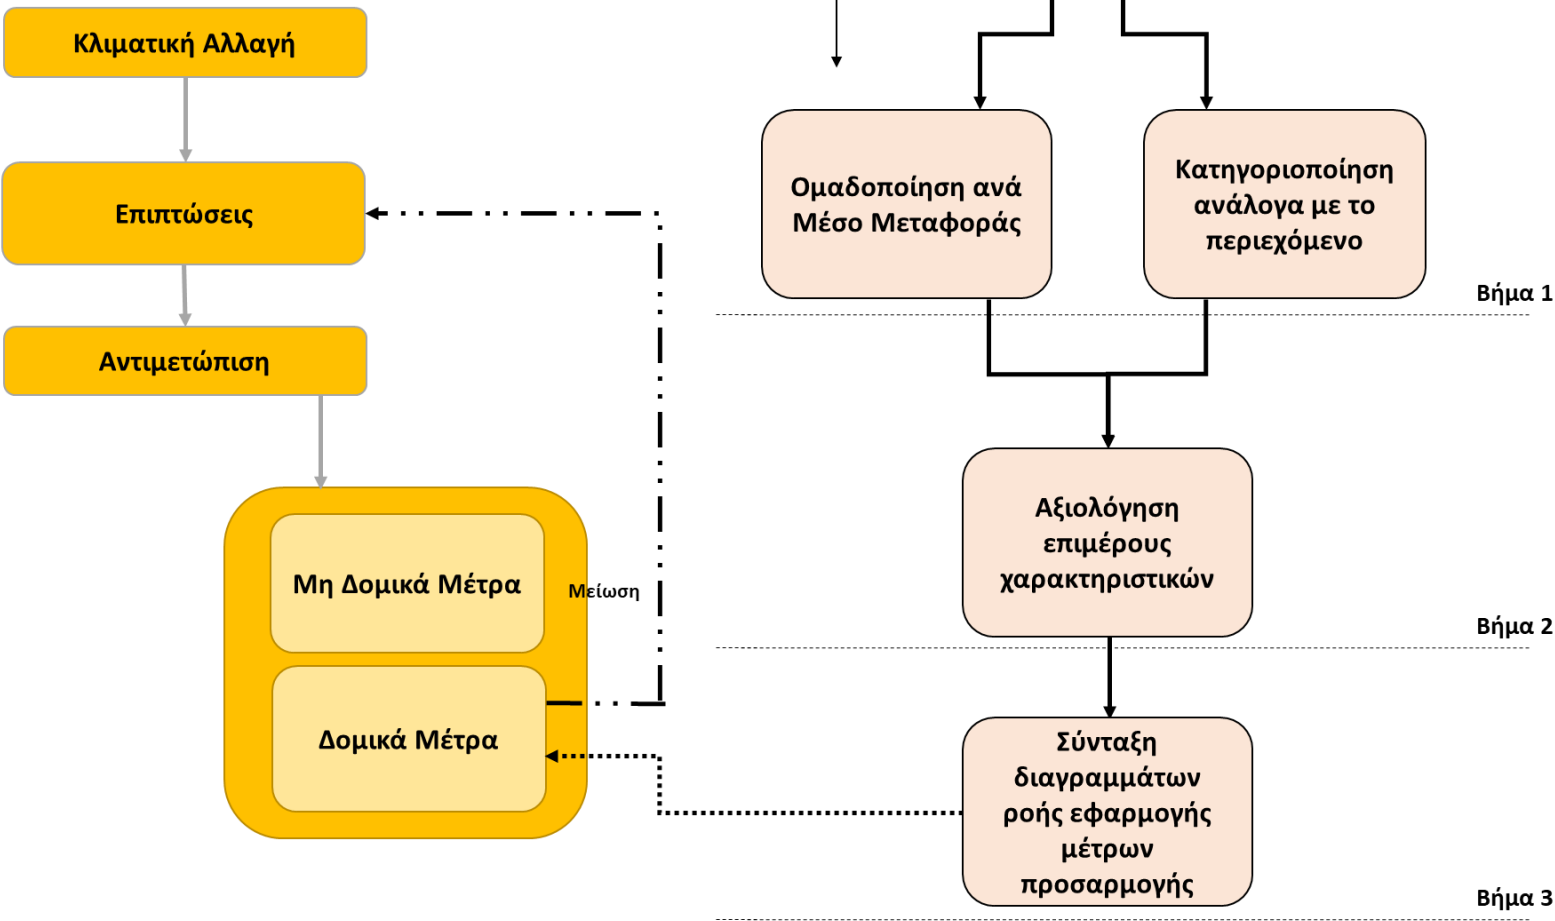 Κλιματική Αλλαγή
Επιπτώσεις
Αντιμετώπιση
Μη Δομικά Μέτρα
Μείωση
Δομικά Μέτρα
Ομαδοποίηση ανά
Μέσο Μεταφοράς
Κατηγοριοποίηση
ανάλογα με το
περιεχόμενο
Βήμα 1
Αξιολόγηση
επιμέρους
χαρακτηριστικών
Βήμα 2
Σύνταξη
διαγραμμάτων
ροής εφαρμογής
μέτρων
προσαρμογής
Βήμα 3